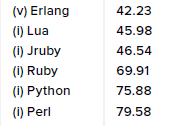 (v) Erlang 42.23
(i) Lua 45.98
(i) Jruby 46.54
(i) Ruby 69.91
(i) Python 75.88
(i) Perl 79.58